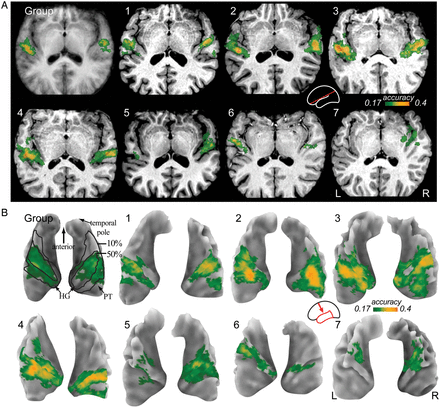 A
Group 1 2 3
accuracy
0.17 0.4
4 5 6 7
L R
B
Group
temporal
pole
anterior
10%
50%
HG PT
1 2 3
accuracy
0.17 0.4
4 5 6 7
L R